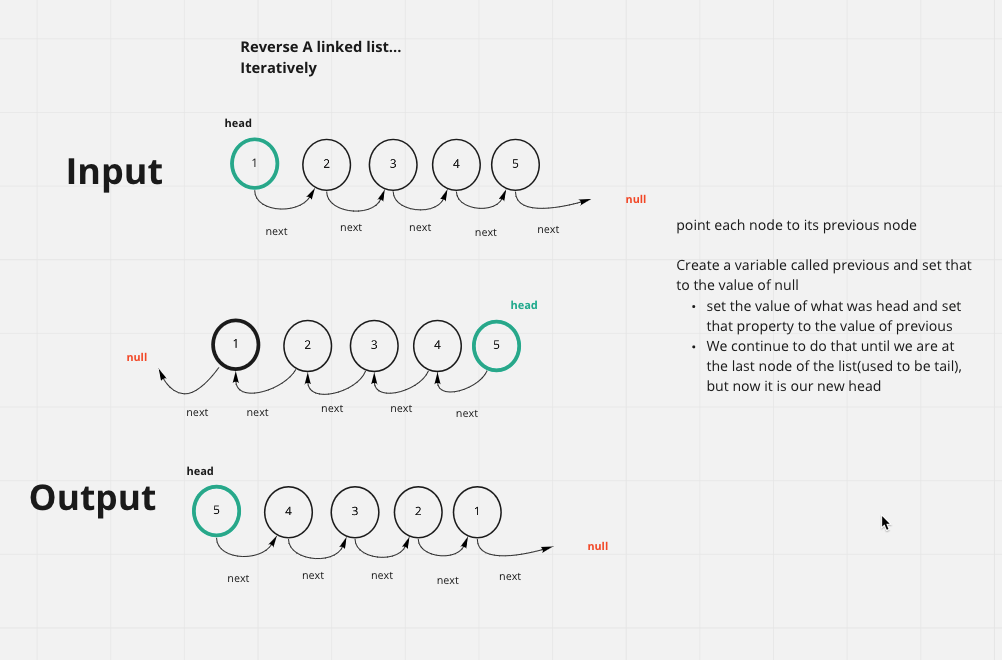 Reverse A linked list...
Iteratively
head
Input
1
2
3
4
5
null
next
next
next
next
next
point each node to its previous node
Create a variable called previous and set that
to the value of null
• set the value of what was head and set
that property to the value of previous
• We continue to do that until we are at
the last node of the list(used to be tail),
but now it is our new head
head
null
1
2
3
4
5
next
next
next
next
next
head
Output
5
4
3
2
1
null
next
next
next
next
next